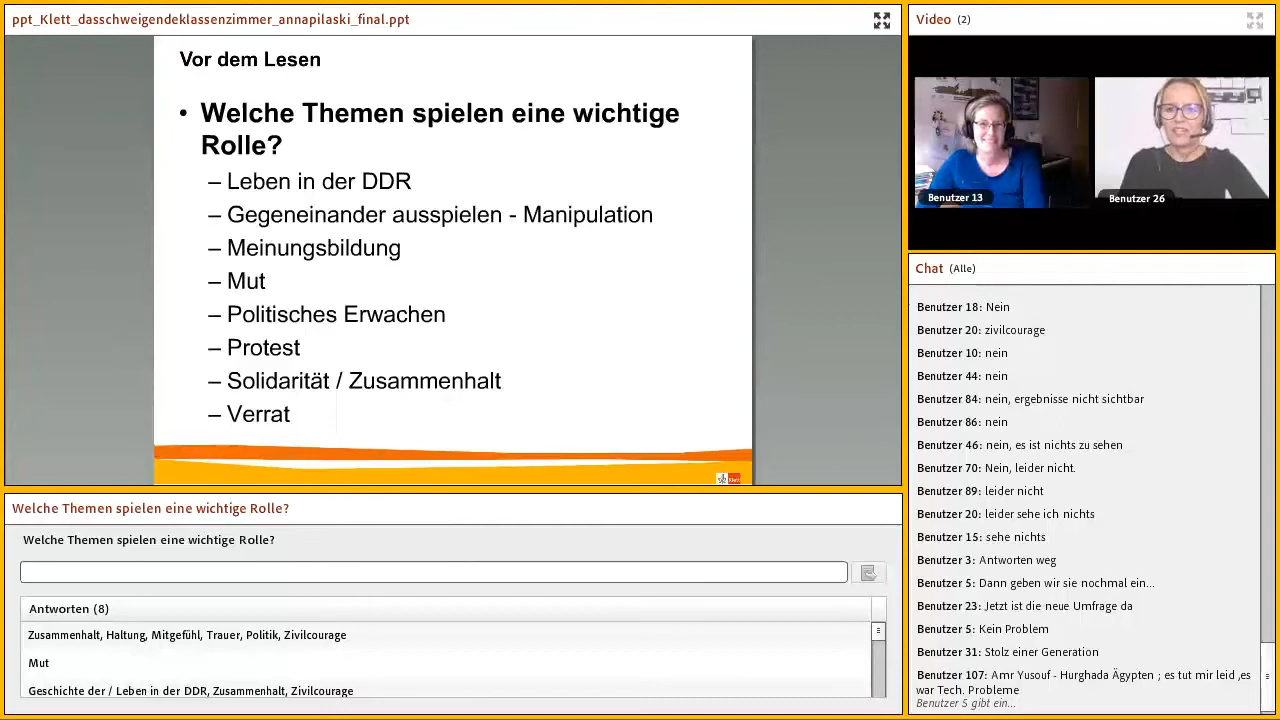 ppt_Klett_dasschweigendeklassenzimmer_annapilaski_final.ppt
Vor dem Lesen
• Welche Themen spielen eine wichtige
Rolle?
– Leben in der DDR
– Gegeneinander ausspielen - Manipulation
– Meinungsbildung
– Mut
– Politisches Erwachen
– Protest
– Solidarität / Zusammenhalt
– Verrat
Klett
Welche Themen spielen eine wichtige Rolle?
Welche Themen spielen eine wichtige Rolle?
Antworten (8)
Zusammenhalt, Haltung, Mitgefühl, Trauer, Politik, Zivilcourage
Mut
Geschichte der / Leben in der DDR, Zusammenhalt, Zivilcourage
Video (2)
Benutzer 13
Benutzer 26
Chat (Alle)
Benutzer 18: Nein
Benutzer 20: zivilcourage
Benutzer 10: nein
Benutzer 44: nein
Benutzer 84: nein, ergebnisse nicht sichtbar
Benutzer 86: nein
Benutzer 46: nein, es ist nichts zu sehen
Benutzer 70: Nein, leider nicht.
Benutzer 89: leider nicht
Benutzer 20: leider sehe ich nichts
Benutzer 15: sehe nichts
Benutzer 3: Antworten weg
Benutzer 5: Dann geben wir sie nochmal ein...
Benutzer 23: Jetzt ist die neue Umfrage da
Benutzer 5: Kein Problem
Benutzer 31: Stolz einer Generation
Benutzer 107: Amr Yusouf - Hurghada Ägypten ; es tut mir leid ,es
war Tech. Probleme
Benutzer 5 gibt ein...